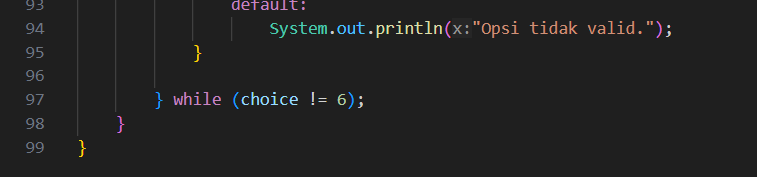 93 default:
94 System.out.println(x:"Opsi tidak valid.");
95 }
96
97 } while (choice != 6);
98 }
99 }